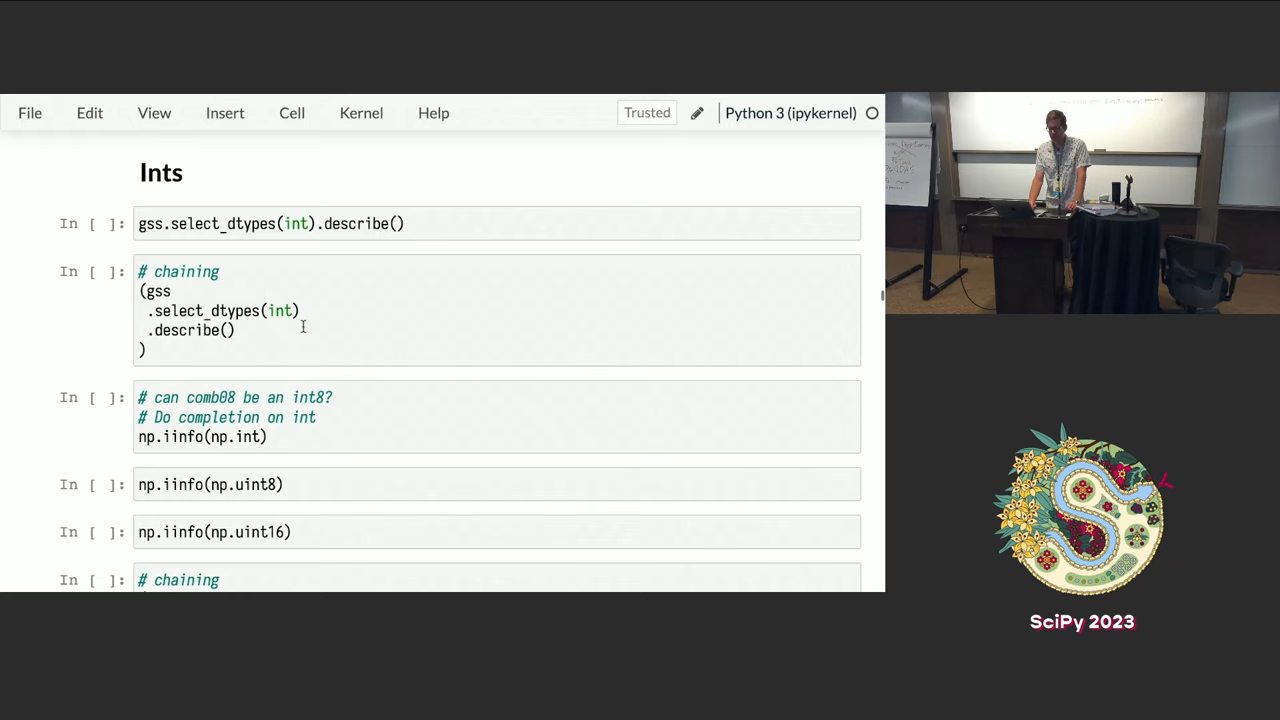 File Edit View Insert Cell Kernel Help Trusted Python 3 (ipykernel)
Ints
In [ ]: gss.select_dtypes(int).describe()
In [ ]: # chaining
(gss
.select_dtypes(int)
.describe()
)
In [ ]: # can comb08 be an int8?
# Do completion on int
np.iinfo(np.int)
In [ ]: np.iinfo(np.uint8)
In [ ]: np.iinfo(np.uint16)
In [ ]: # chaining
SciPy 2023